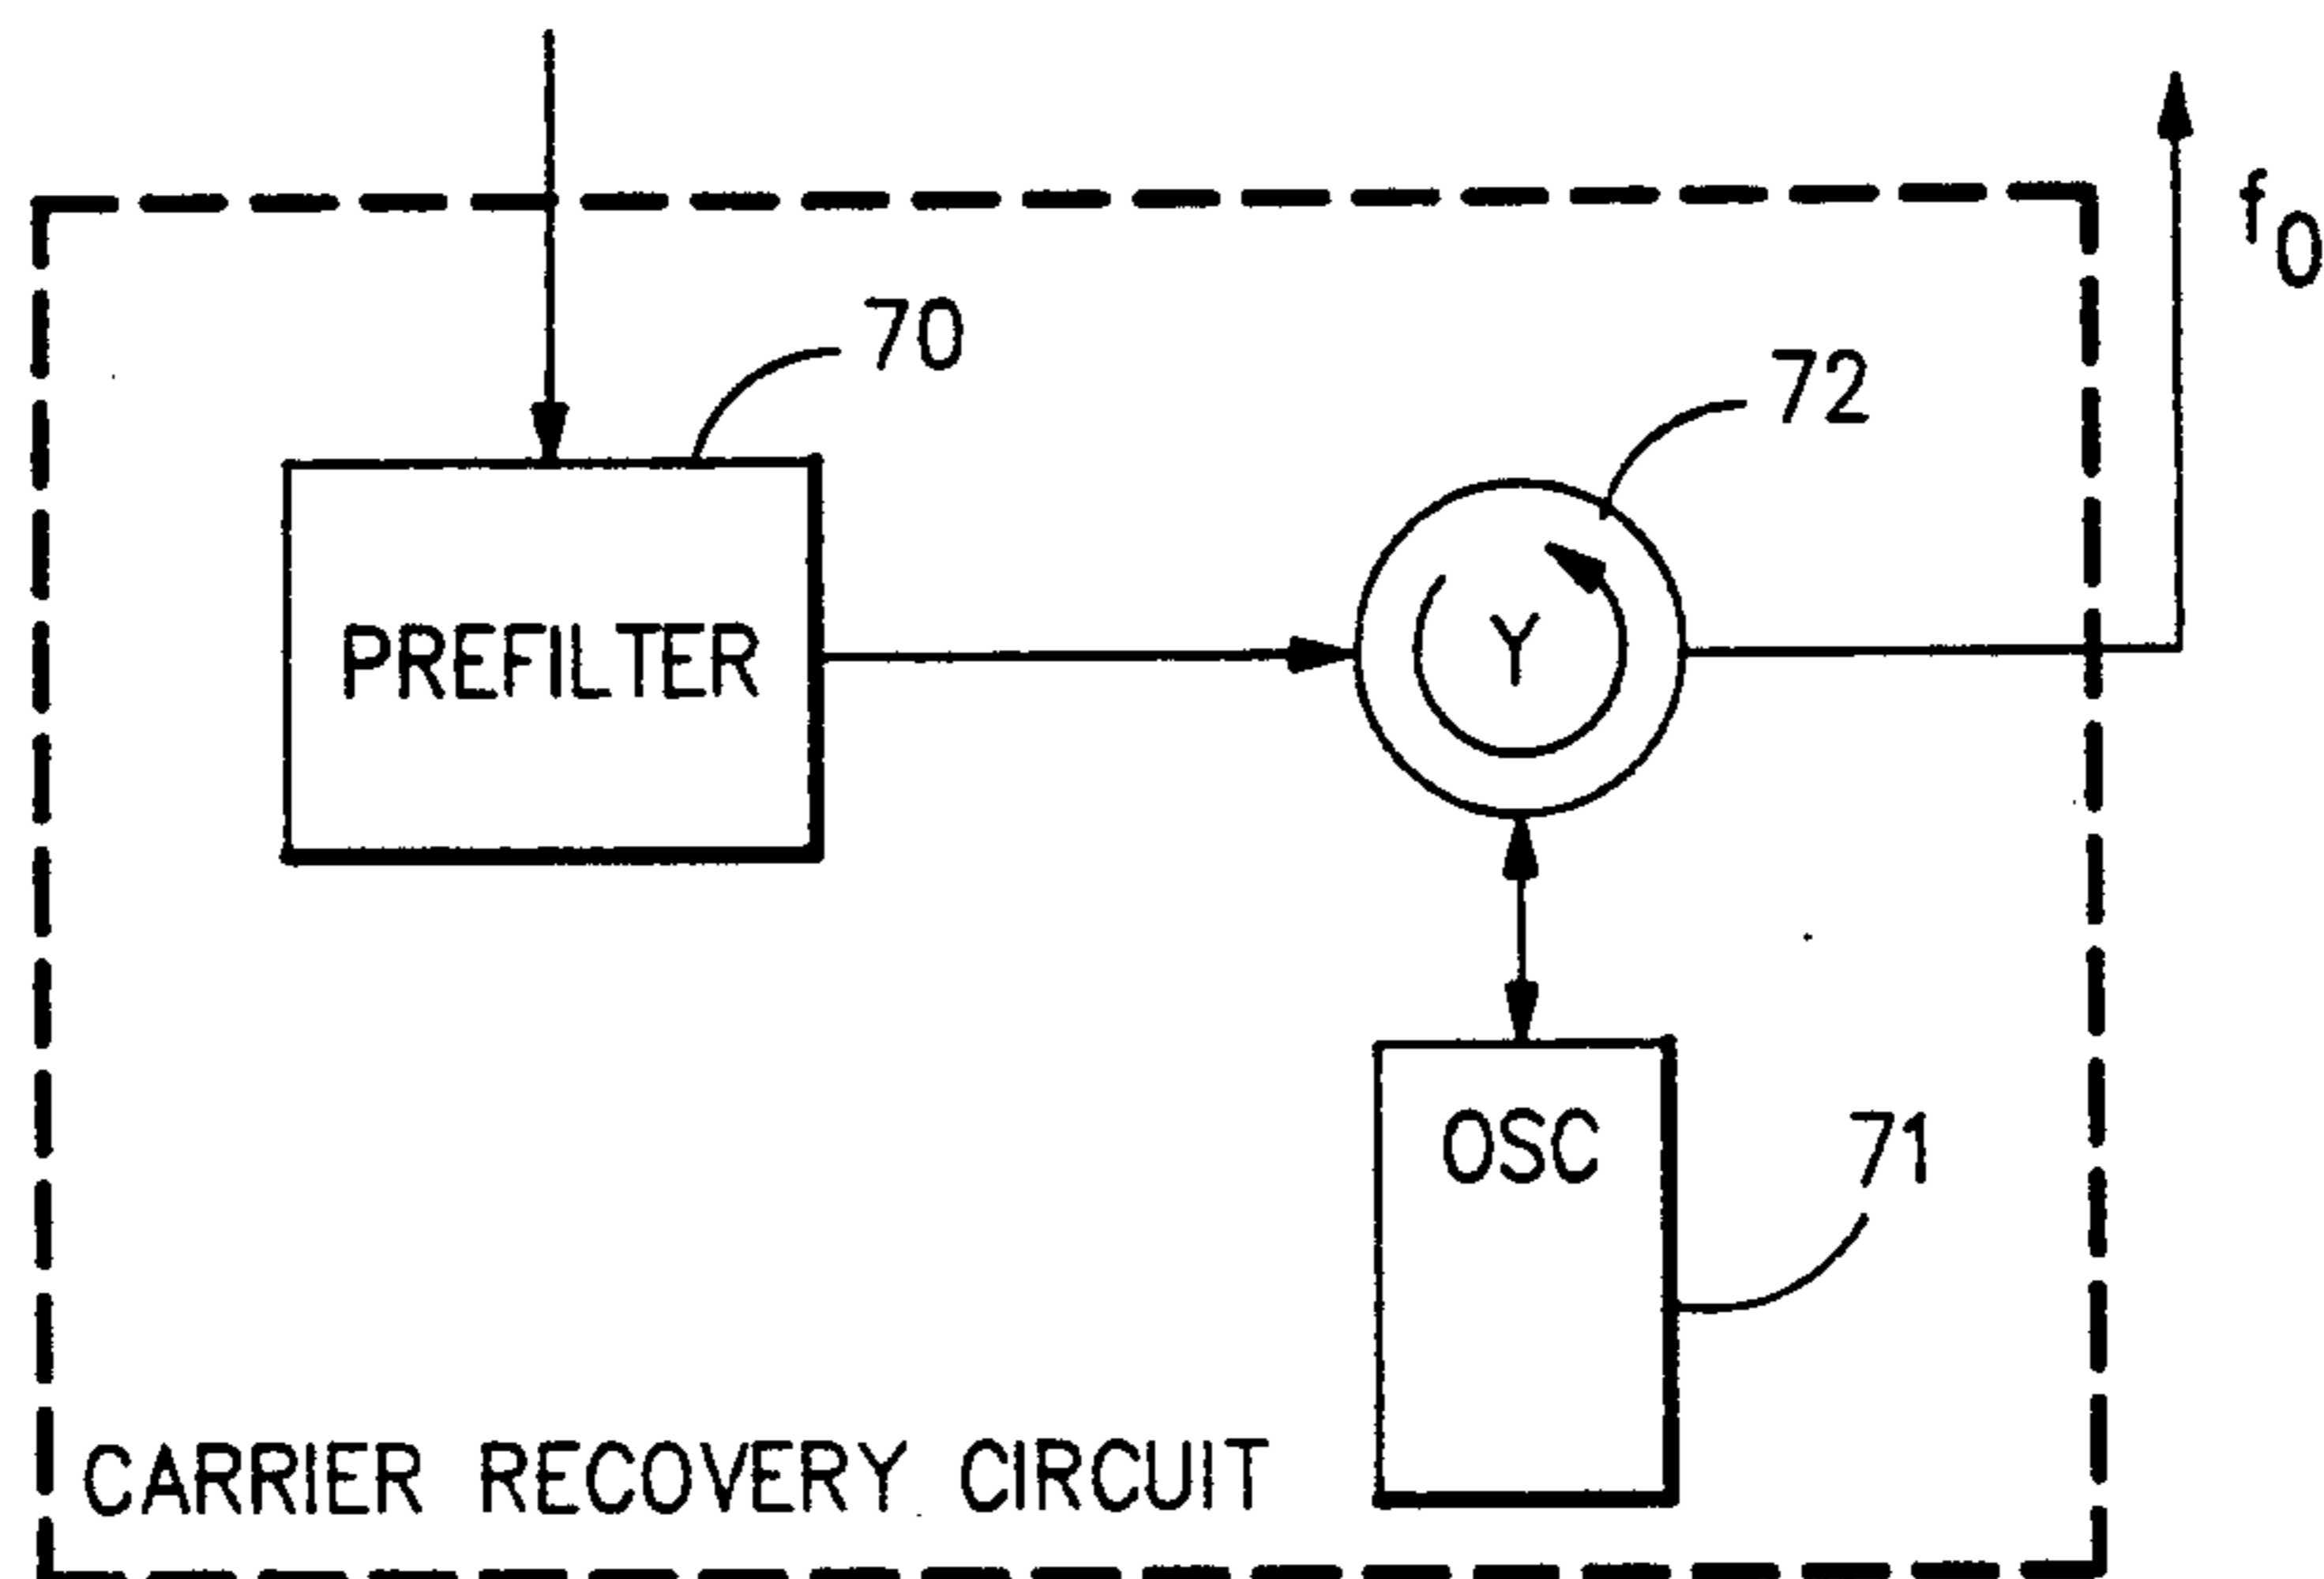 f0
70
72
PREFILTER
Y
OSC
71
CARRIER RECOVERY CIRCUIT